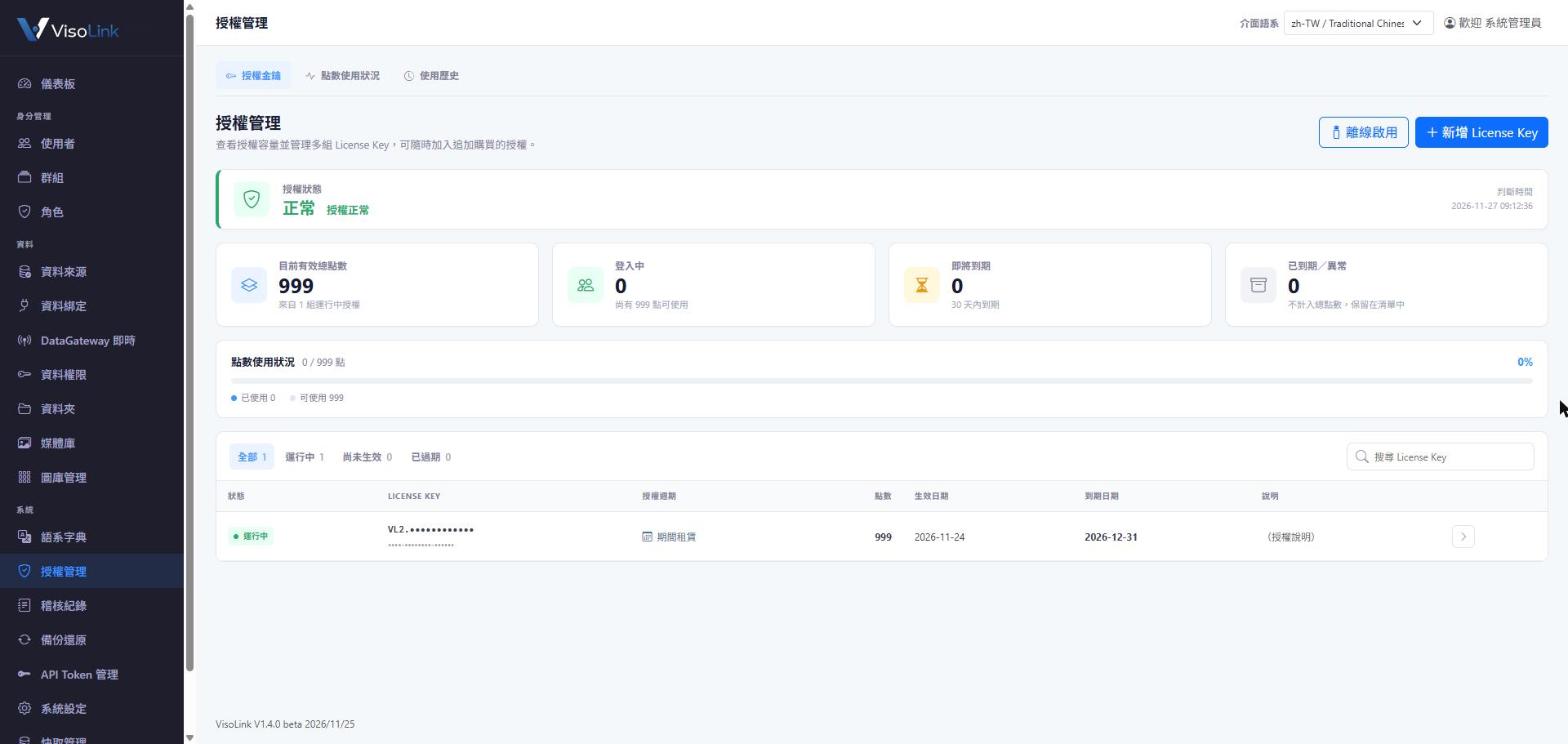 VisoLink
儀表板
身分管理
使用者
群組
角色
資料
資料來源
資料綁定
DataGateway 即時
資料權限
資料夾
媒體庫
圖庫管理
系統
語系字典
授權管理
稽核紀錄
備份還原
API Token 管理
系統設定
快取管理
授權管理
介面語系
zh-TW / Traditional Chines
歡迎 系統管理員
授權金鑰
點數使用狀況
使用歷史
授權管理
查看授權容量並管理多組 License Key，可隨時加入追加購買的授權。
離線啟用
新增 License Key
授權狀態
正常 授權正常
判斷時間
2026-11-27 09:12:36
目前有效總點數
999
來自 1 組運行中授權
登入中
0
尚有 999 點可使用
即將到期
0
30 天內到期
已到期／異常
0
不計入總點數，保留在清單中
點數使用狀況 0 / 999 點
0%
已使用 0 可使用 999
全部 1 運行中 1 尚未生效 0 已過期 0
搜尋 License Key
狀態 LICENSE KEY 授權週期 點數 生效日期 到期日期 說明
運行中 VL2.•••••••••••• 期間租賃 999 2026-11-24 2026-12-31 （授權說明）
••••-••••••••••••-••••••
VisoLink V1.4.0 beta 2026/11/25